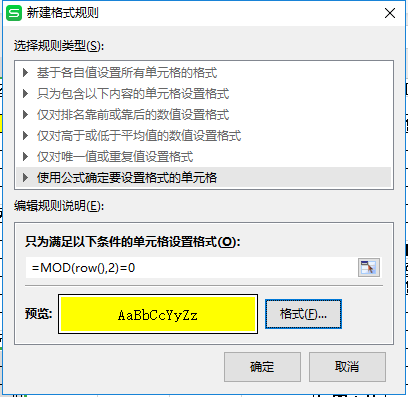 新建格式规则
选择规则类型(S):
基于各自值设置所有单元格的格式
只为包含以下内容的单元格设置格式
仅对排名靠前或靠后的数值设置格式
仅对高于或低于平均值的数值设置格式
仅对唯一值或重复值设置格式
使用公式确定要设置格式的单元格
编辑规则说明(E):
只为满足以下条件的单元格设置格式(O):
=MOD(row(),2)=0
预览: AaBbCcYyZz 格式(F)...
确定 取消